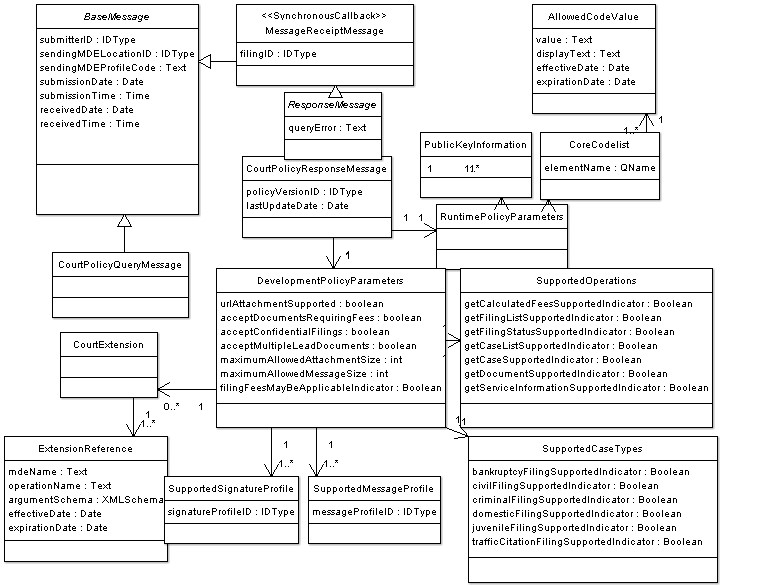 BaseMessage
submitterID : IDType
sendingMDELocationID : IDType
sendingMDEProfileCode : Text
submissionDate : Date
submissionTime : Time
receivedDate : Date
receivedTime : Time
<<SynchronousCallback>>
MessageReceiptMessage
filingID : IDType
ResponseMessage
queryError : Text
AllowedCodeValue
value : Text
displayText : Text
effectiveDate : Date
expirationDate : Date
1
1..*
PublicKeyInformation
1
11.*
CoreCodelist
elementName : QName
CourtPolicyResponseMessage
policyVersionID : IDType
lastUpdateDate : Date
1
1
RuntimePolicyParameters
1
CourtPolicyQueryMessage
DevelopmentPolicyParameters
urlAttachmentSupported : boolean
acceptDocumentsRequiringFees : boolean
acceptConfidentialFilings : boolean
acceptMultipleLeadDocuments : boolean
maximumAllowedAttachmentSize : int
maximumAllowedMessageSize : int
filingFeesMayBeApplicableIndicator : Boolean
SupportedOperations
getCalculatedFeesSupportedIndicator : Boolean
getFilingListSupportedIndicator : Boolean
getFilingStatusSupportedIndicator : Boolean
getCaseListSupportedIndicator : Boolean
getCaseSupportedIndicator : Boolean
getDocumentSupportedIndicator : Boolean
getServiceInformationSupportedIndicator : Boolean
CourtExtension
0..*
1
1
1..*
11
ExtensionReference
mdeName : Text
operationName : Text
argumentSchema : XMLSchema
effectiveDate : Date
expirationDate : Date
1
1..*
1
1..*
SupportedSignatureProfile
signatureProfileID : IDType
SupportedMessageProfile
messageProfileID : IDType
SupportedCaseTypes
bankruptcyFilingSupportedIndicator : Boolean
civilFilingSupportedIndicator : Boolean
criminalFilingSupportedIndicator : Boolean
domesticFilingSupportedIndicator : Boolean
juvenileFilingSupportedIndicator : Boolean
trafficCitationFilingSupportedIndicator : Boolean